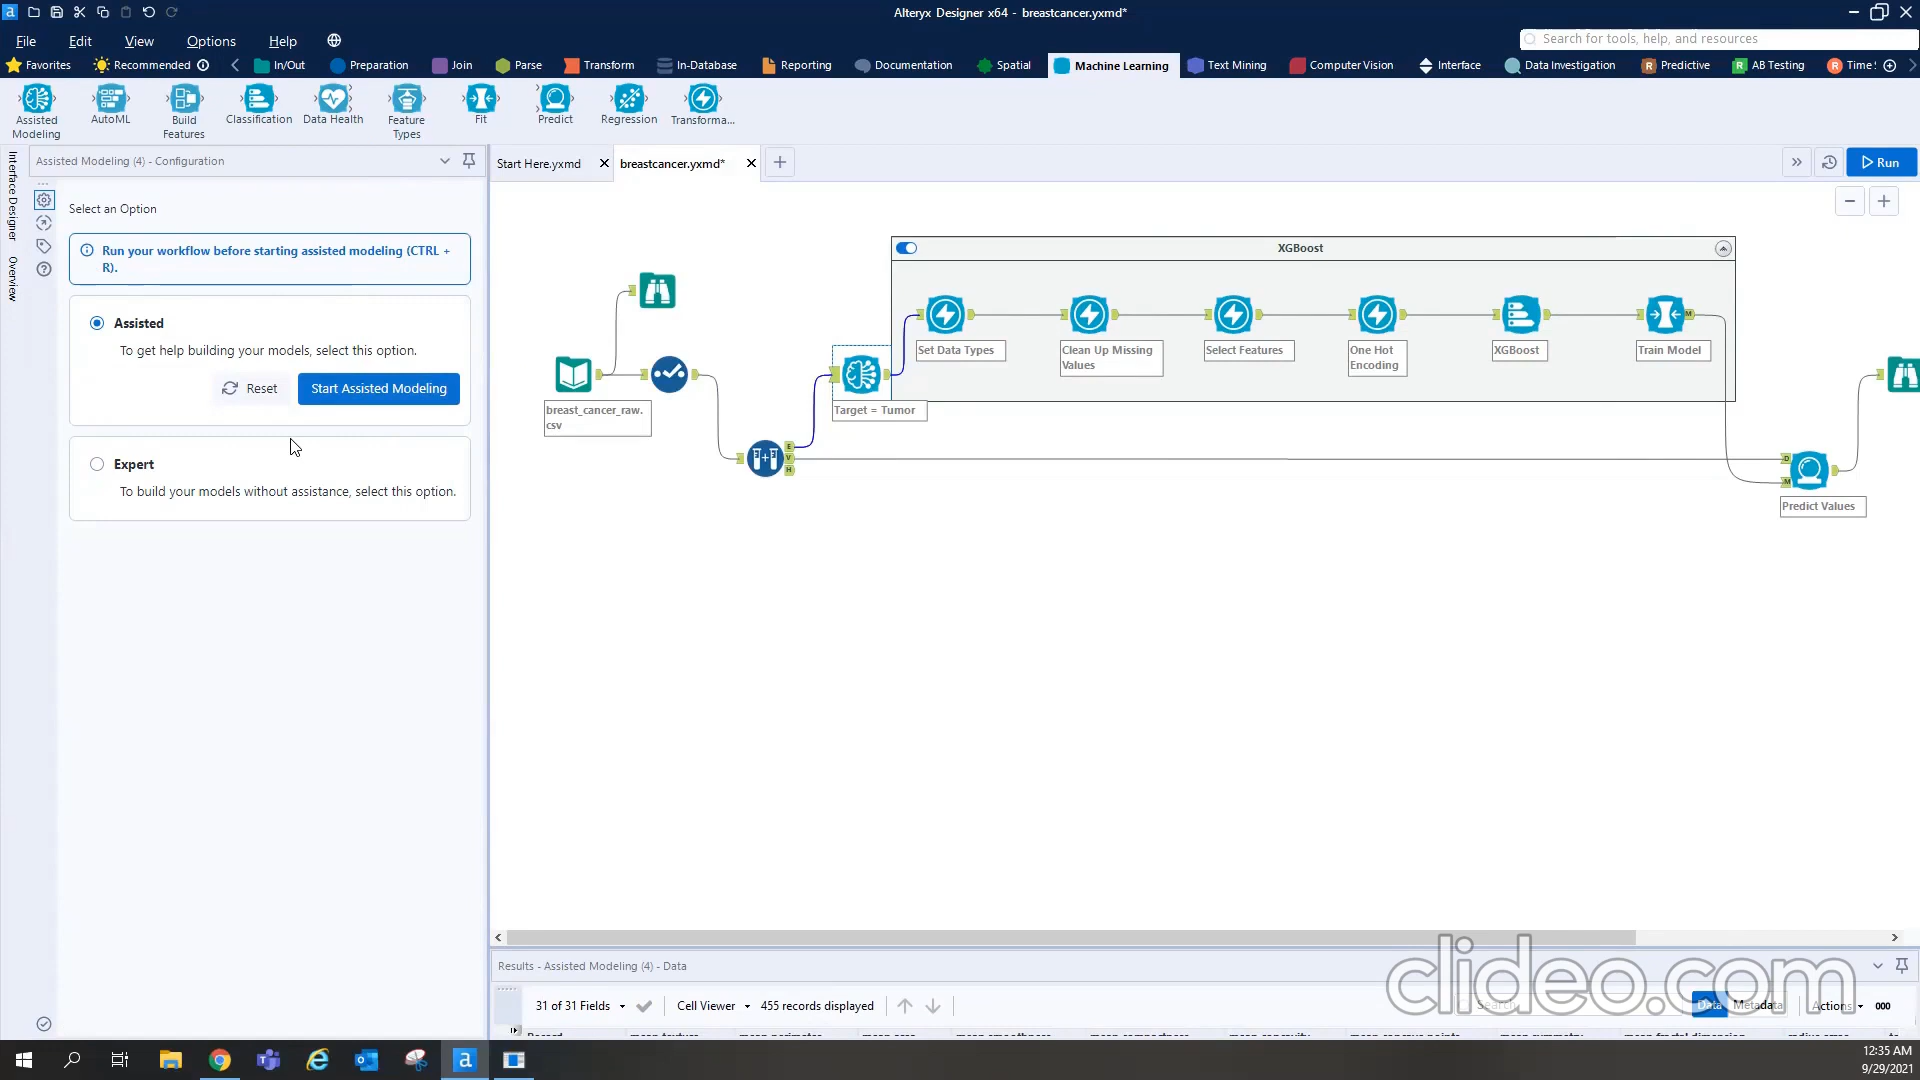 Alteryx Designer x64 - breastcancer.yxmd*
File Edit View Options Help
Search for tools, help, and resources
Favorites Recommended In/Out Preparation Join Parse Transform In-Database Reporting Documentation Spatial Machine Learning Text Mining Computer Vision Interface Data Investigation Predictive AB Testing Time
Assisted Modeling
AutoML
Build Features
Classification
Data Health
Feature Types
Fit
Predict
Regression
Transforma...
Interface Designer
Overview
Assisted Modeling (4) - Configuration
Select an Option
Run your workflow before starting assisted modeling (CTRL +
R).
Assisted
To get help building your models, select this option.
Reset Start Assisted Modeling
Expert
To build your models without assistance, select this option.
Start Here.yxmd breastcancer.yxmd*
Run
XGBoost
breast_cancer_raw.
csv
E
V
H
Target = Tumor
Set Data Types
Clean Up Missing
Values
Select Features
One Hot
Encoding
XGBoost
Train Model
M
D
M
Predict Values
Results - Assisted Modeling (4) - Data
31 of 31 Fields Cell Viewer 455 records displayed Search Data Metadata Actions 000
clideo.com
12:35 AM
9/29/2021